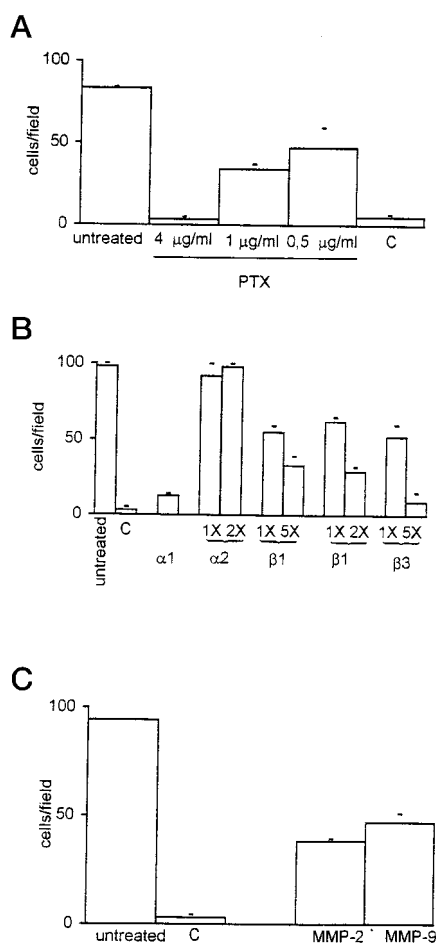 A
100
50
0
cells/field
untreated 4 μg/ml 1 μg/ml 0,5 μg/ml C
PTX
B
100
50
0
cells/field
untreated C 1X 2X 1X 5X 1X 2X 1X 5X
α1 α2 β1 β1 β3
C
100
50
0
cells/field
untreated C MMP-2 MMP-9